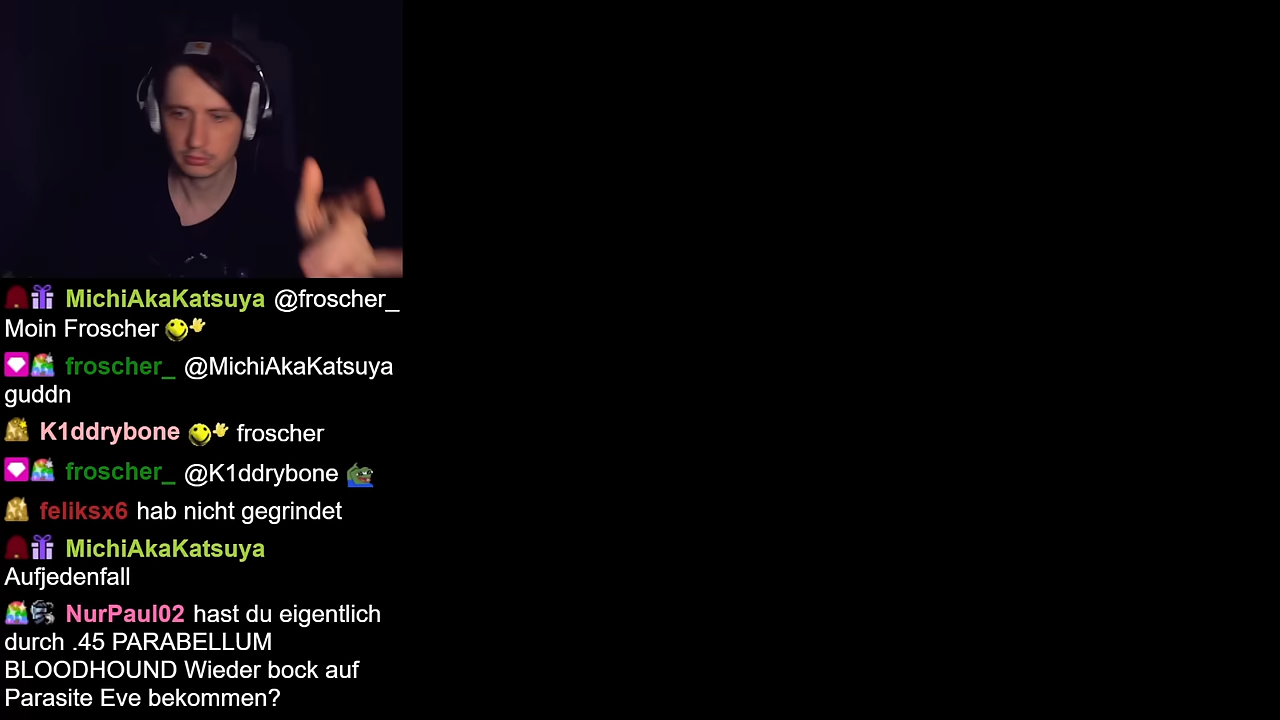 MichiAkaKatsuya @froscher_
Moin Froscher
froscher_ @MichiAkaKatsuya
guddn
K1ddrybone froscher
froscher_ @K1ddrybone
feliksx6 hab nicht gegrindet
MichiAkaKatsuya
Aufjedenfall
NurPaul02 hast du eigentlich
durch .45 PARABELLUM
BLOODHOUND Wieder bock auf
Parasite Eve bekommen?